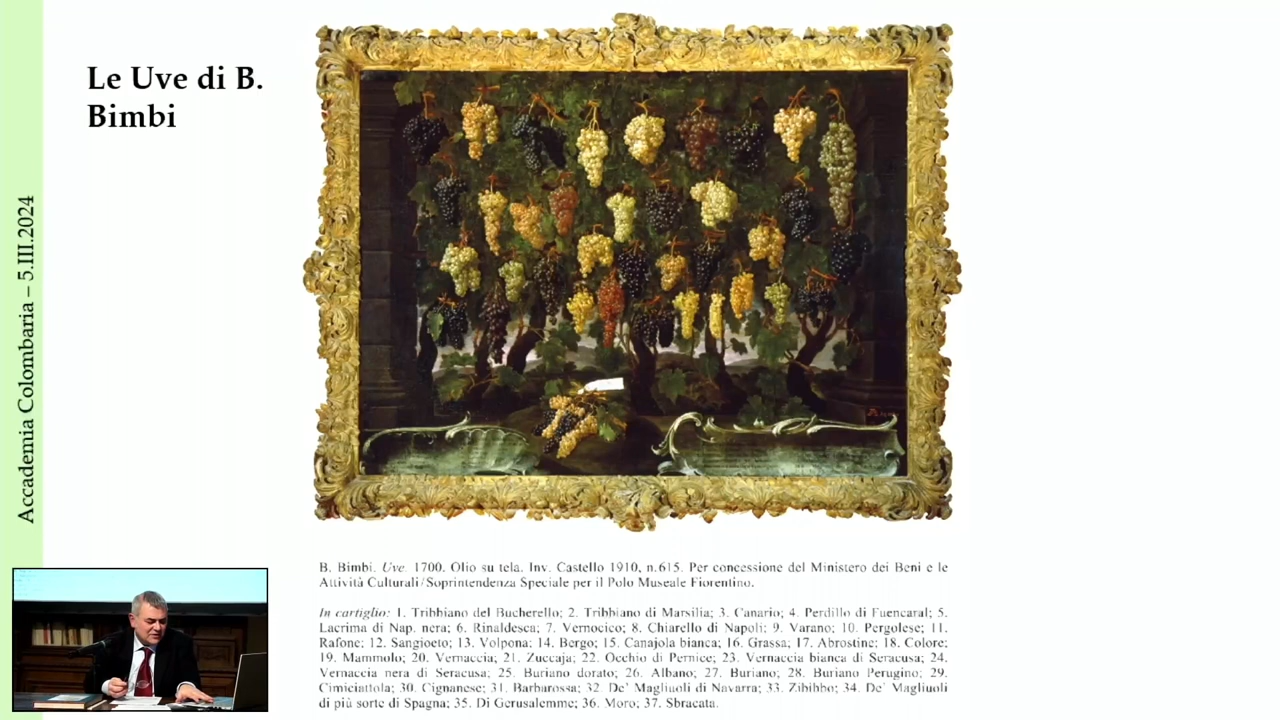 Le Uve di B.
Bimbi
Accademia Colombaria – 5.III.2024
B. Bimbi. Uve. 1700. Olio su tela. Inv. Castello 1910, n.615. Per concessione del Ministero dei Beni e le
Attività Culturali/Soprintendenza Speciale per il Polo Museale Fiorentino.
In cartiglio: 1. Tribbiano del Bucherello; 2. Tribbiano di Marsilia; 3. Canario; 4. Perdillo di Fuencaral; 5.
Lacrima di Nap. nera; 6. Rinaldesca; 7. Vernocico; 8. Chiarello di Napoli; 9. Varano; 10. Pergolese; 11.
Rafone; 12. Sangioeto; 13. Volpona; 14. Bergo; 15. Canajola bianca; 16. Grassa; 17. Abrostine; 18. Colore;
19. Mammolo; 20. Vernaccia; 21. Zuccaja; 22. Occhio di Pernice; 23. Vernaccia bianca di Seracusa; 24.
Vernaccia nera di Seracusa; 25. Buriano dorato; 26. Albano; 27. Buriano; 28. Buriano Perugino; 29.
Cimiciattola; 30. Cignanese; 31. Barbarossa; 32. De' Magliuoli di Navarra; 33. Zibibbo; 34. De' Magliuoli
di più sorte di Spagna; 35. Di Gerusalemme; 36. Moro; 37. Sbracata.